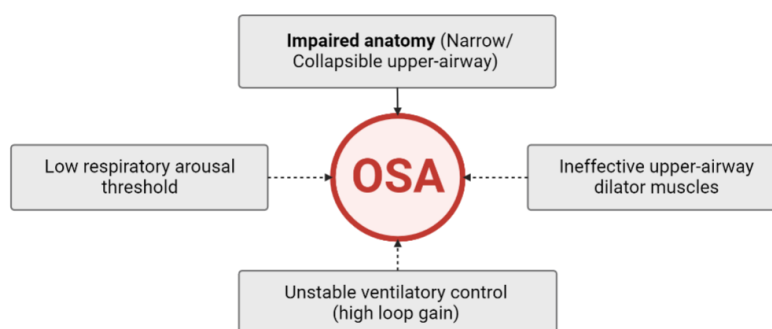 Impaired anatomy (Narrow/
Collapsible upper-airway)
Low respiratory arousal
threshold
OSA
Ineffective upper-airway
dilator muscles
Unstable ventilatory control
(high loop gain)